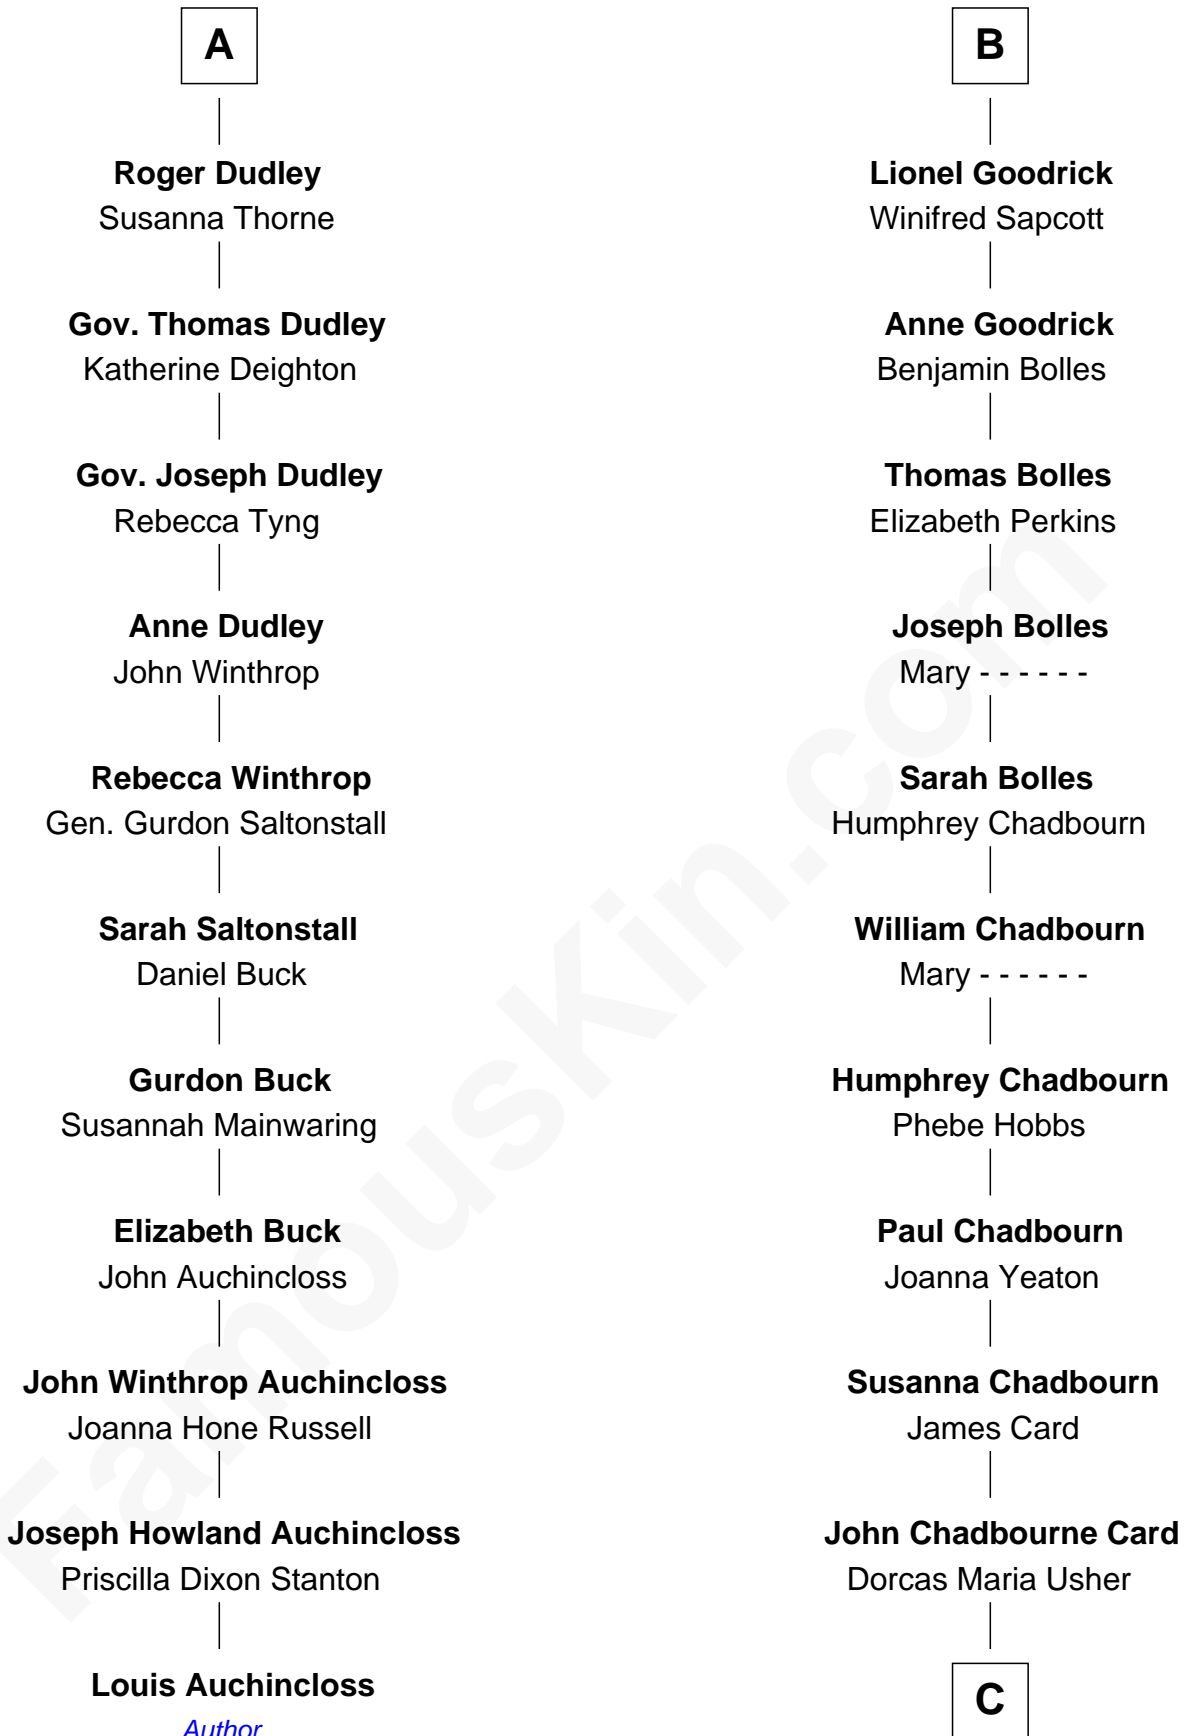 A
Roger Dudley
Susanna Thorne
Gov. Thomas Dudley
Katherine Deighton
Gov. Joseph Dudley
Rebecca Tyng
Anne Dudley
John Winthrop
Rebecca Winthrop
Gen. Gurdon Saltonstall
Sarah Saltonstall
Daniel Buck
Gurdon Buck
Susannah Mainwaring
Elizabeth Buck
John Auchincloss
John Winthrop Auchincloss
Joanna Hone Russell
Joseph Howland Auchincloss
Priscilla Dixon Stanton
Louis Auchincloss
Author
B
Lionel Goodrick
Winifred Sapcott
Anne Goodrick
Benjamin Bolles
Thomas Bolles
Elizabeth Perkins
Joseph Bolles
Mary - - - - - -
Sarah Bolles
Humphrey Chadbourn
William Chadbourn
Mary - - - - - -
Humphrey Chadbourn
Phebe Hobbs
Paul Chadbourn
Joanna Yeaton
Susanna Chadbourn
James Card
John Chadbourne Card
Dorcas Maria Usher
C
FamousKin.com